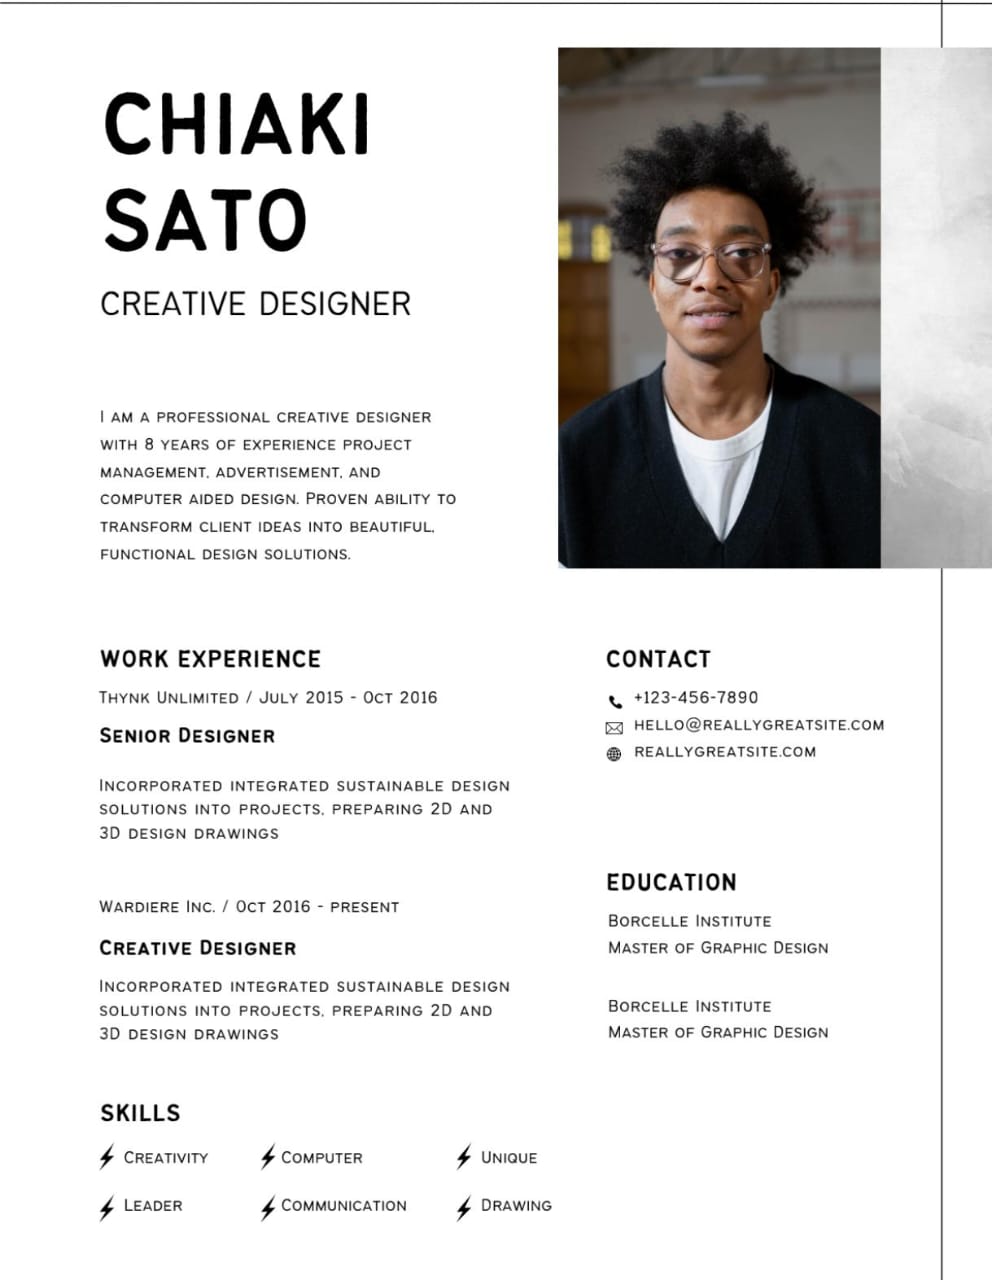 CHIAKI
SATO
CREATIVE DESIGNER
I AM A PROFESSIONAL CREATIVE DESIGNER
WITH 8 YEARS OF EXPERIENCE PROJECT
MANAGEMENT, ADVERTISEMENT, AND
COMPUTER AIDED DESIGN. PROVEN ABILITY TO
TRANSFORM CLIENT IDEAS INTO BEAUTIFUL,
FUNCTIONAL DESIGN SOLUTIONS.
WORK EXPERIENCE
THYNK UNLIMITED / JULY 2015 - OCT 2016
SENIOR DESIGNER
INCORPORATED INTEGRATED SUSTAINABLE DESIGN
SOLUTIONS INTO PROJECTS, PREPARING 2D AND
3D DESIGN DRAWINGS
WARDIERE INC. / OCT 2016 - PRESENT
CREATIVE DESIGNER
INCORPORATED INTEGRATED SUSTAINABLE DESIGN
SOLUTIONS INTO PROJECTS, PREPARING 2D AND
3D DESIGN DRAWINGS
SKILLS
CREATIVITY
COMPUTER
UNIQUE
LEADER
COMMUNICATION
DRAWING
CONTACT
+123-456-7890
HELLO@REALLYGREATSITE.COM
REALLYGREATSITE.COM
EDUCATION
BORCELLE INSTITUTE
MASTER OF GRAPHIC DESIGN
BORCELLE INSTITUTE
MASTER OF GRAPHIC DESIGN